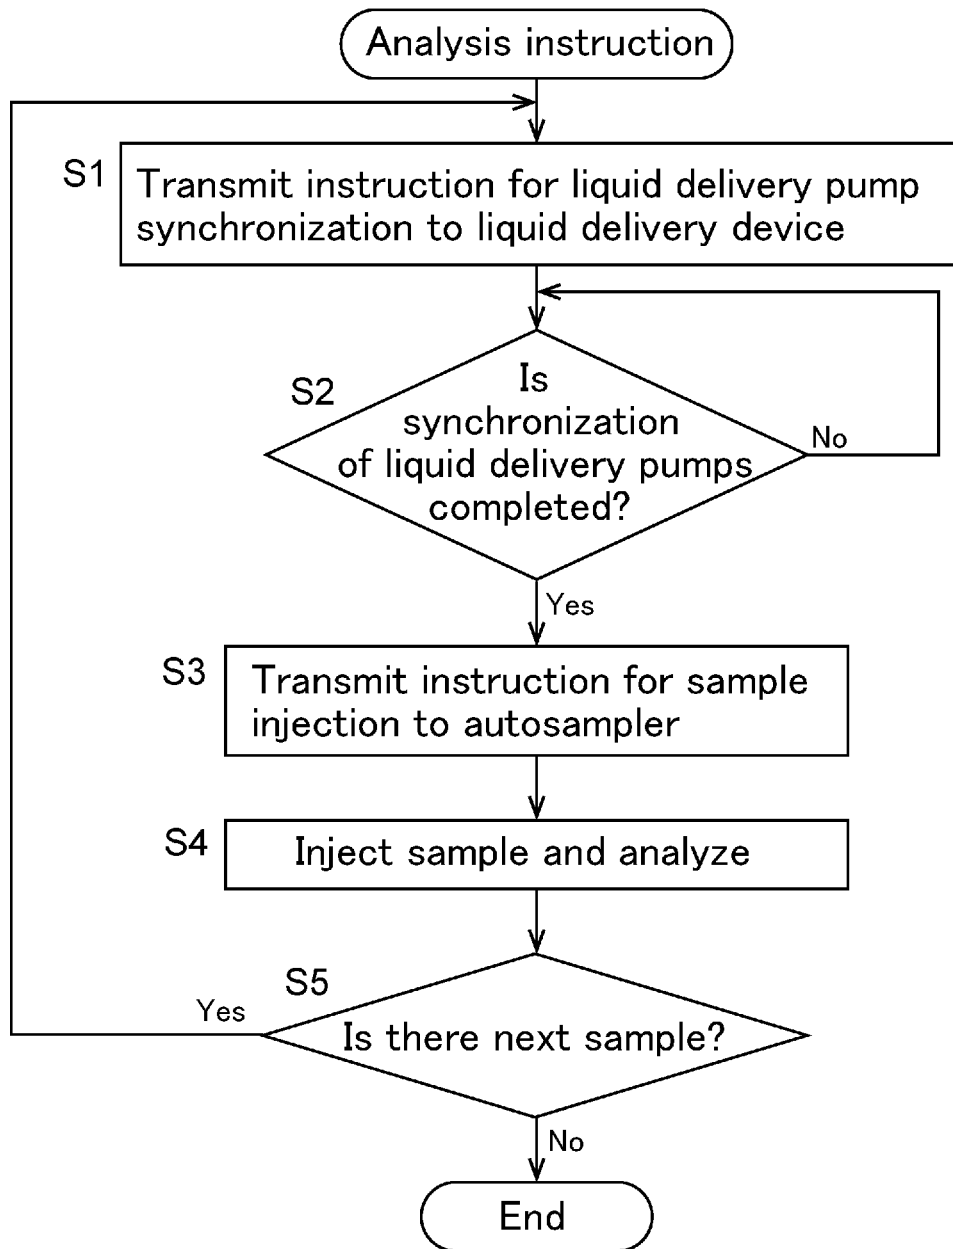 Analysis instruction
S1
Transmit instruction for liquid delivery pump
synchronization to liquid delivery device
S2
Is
synchronization
of liquid delivery pumps
completed?
No
Yes
S3
Transmit instruction for sample
injection to autosampler
S4
Inject sample and analyze
S5
Yes
Is there next sample?
No
End